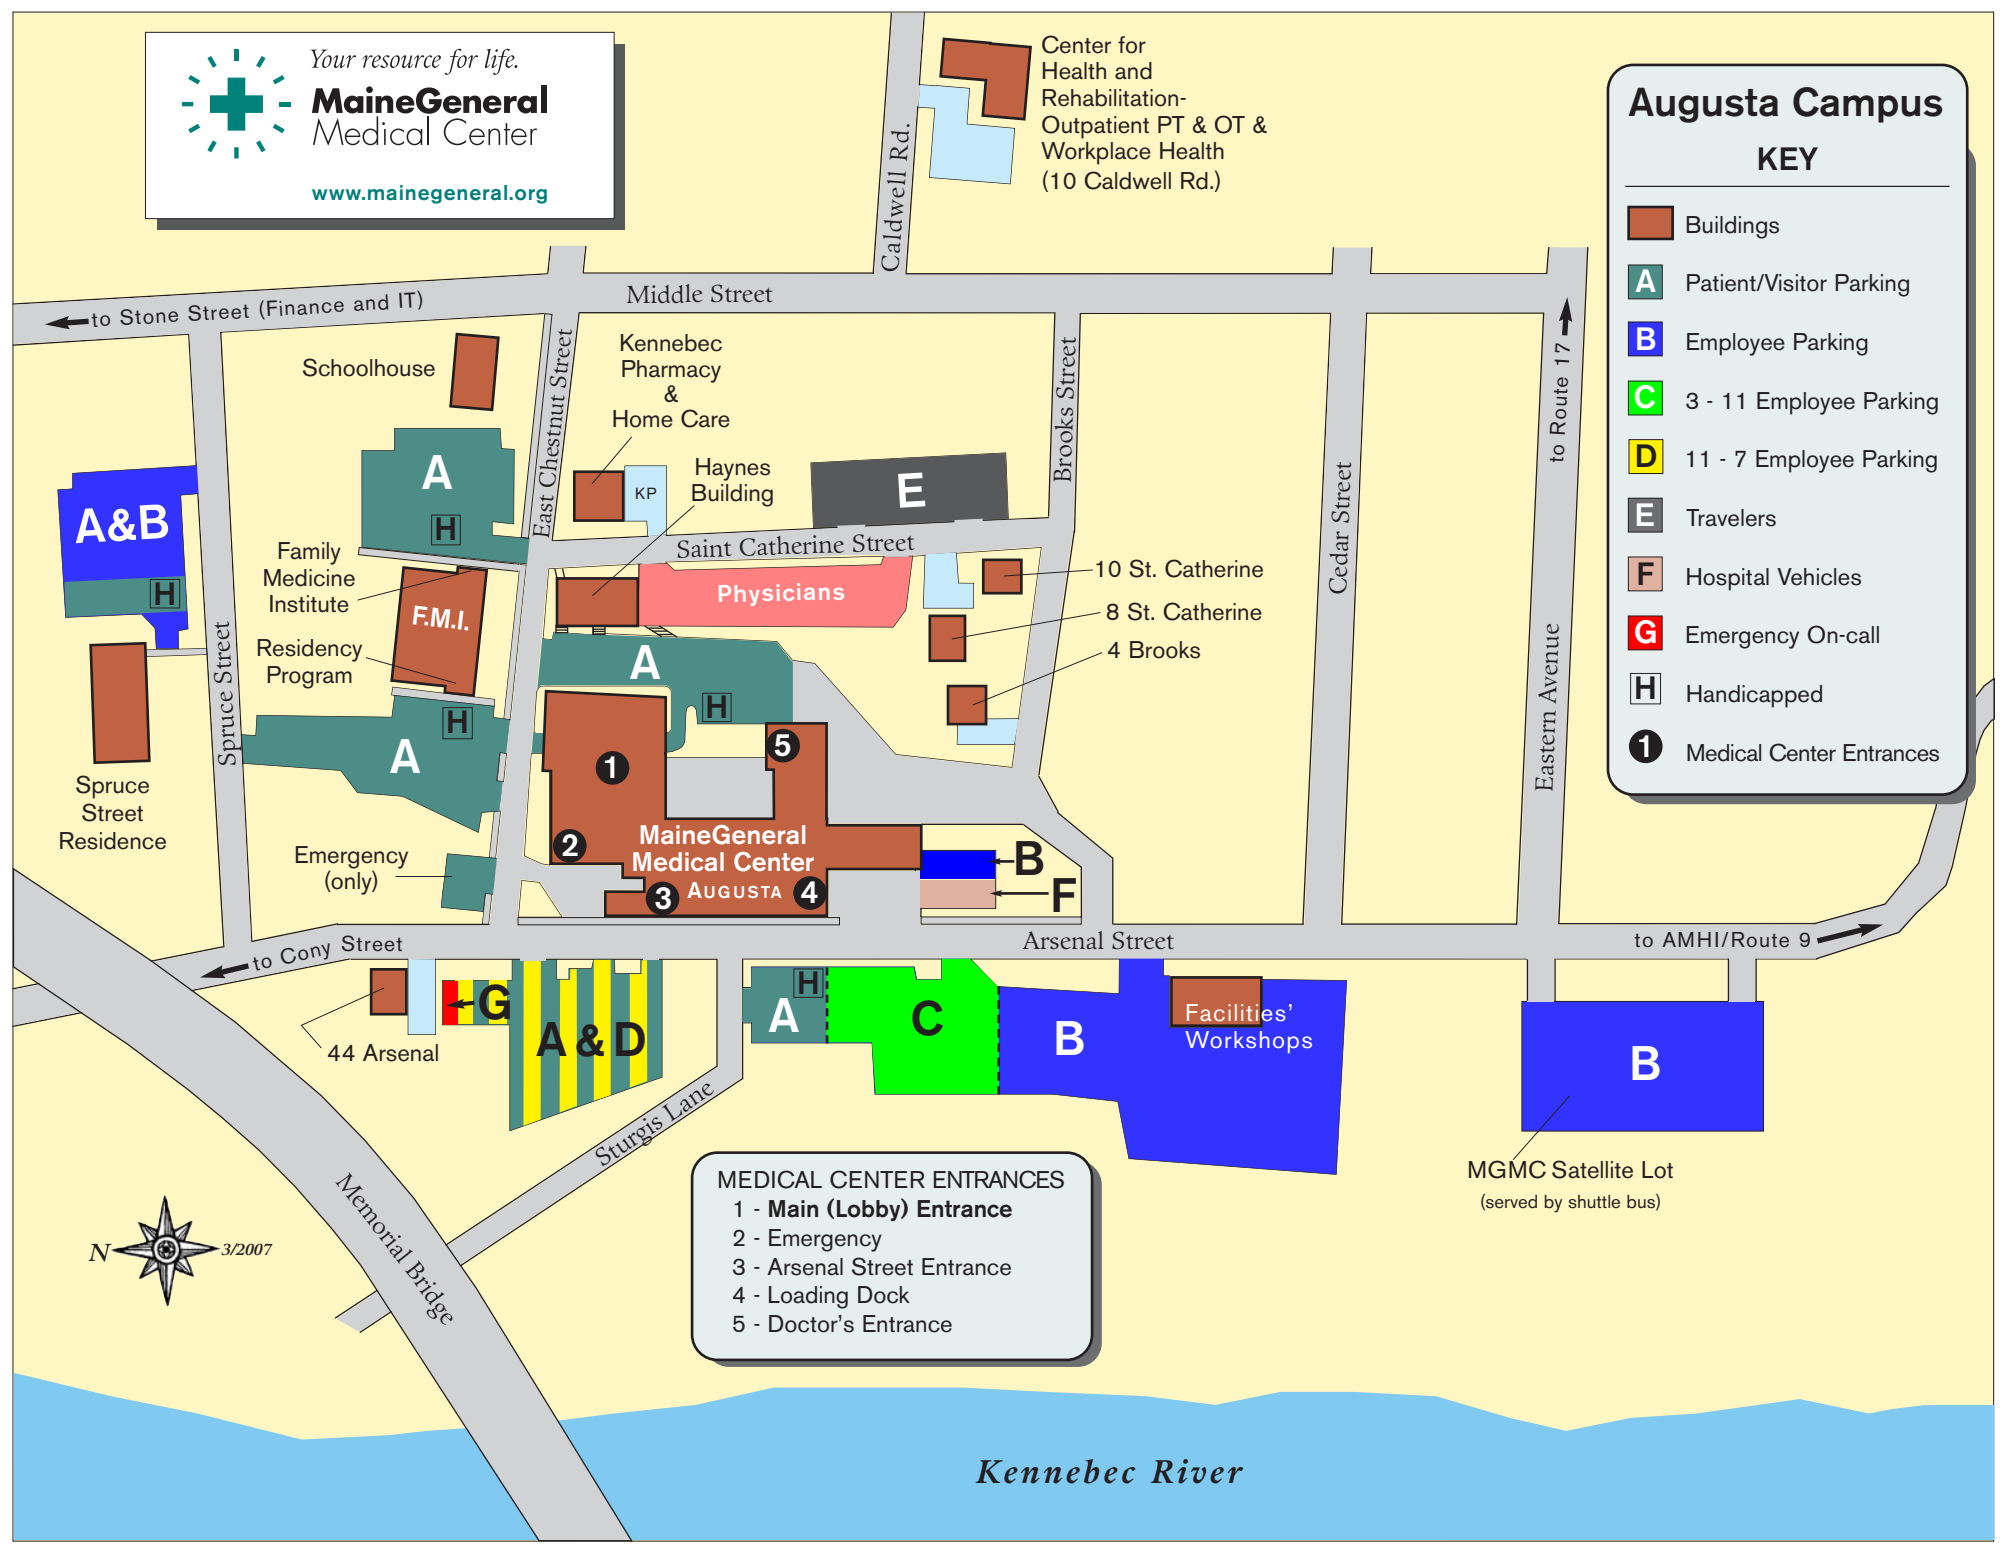 Your resource for life.
MaineGeneral
Medical Center
www.mainegeneral.org
Center for
Health and
Rehabilitation-
Outpatient PT & OT &
Workplace Health
(10 Caldwell Rd.)
Caldwell Rd.
Augusta Campus
KEY
Buildings
A Patient/Visitor Parking
B Employee Parking
C 3 - 11 Employee Parking
D 11 - 7 Employee Parking
E Travelers
F Hospital Vehicles
G Emergency On-call
H Handicapped
1 Medical Center Entrances
to Stone Street (Finance and IT)
Middle Street
Schoolhouse
East Chestnut Street
Kennebec
Pharmacy
&
Home Care
KP
Haynes
Building
E
Brooks Street
Cedar Street
to Route 17
Eastern Avenue
A
H
A&B
H
Spruce Street
Spruce
Street
Residence
Family
Medicine
Institute
F.M.I.
Residency
Program
Saint Catherine Street
Physicians
10 St. Catherine
8 St. Catherine
4 Brooks
A
H
H
A
1
5
2
MaineGeneral
Medical Center
AUGUSTA
3
4
B
F
Emergency
(only)
to Cony Street
Arsenal Street
to AMHI/Route 9
44 Arsenal
G
A & D
A
H
C
B
Facilities'
Workshops
B
MGMC Satellite Lot
(served by shuttle bus)
Sturgis Lane
Memorial Bridge
N
3/2007
MEDICAL CENTER ENTRANCES
1 - Main (Lobby) Entrance
2 - Emergency
3 - Arsenal Street Entrance
4 - Loading Dock
5 - Doctor's Entrance
Kennebec River